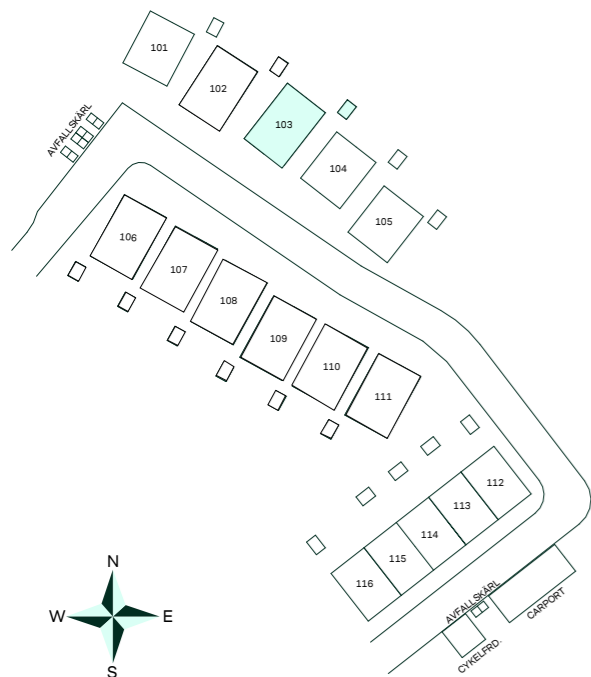 101
102
103
104
105
AVFALLSKÄRL
106
107
108
109
110
111
112
113
114
115
116
AVFALLSKÄRL
CARPORT
CYKELFRD.
N
W
E
S